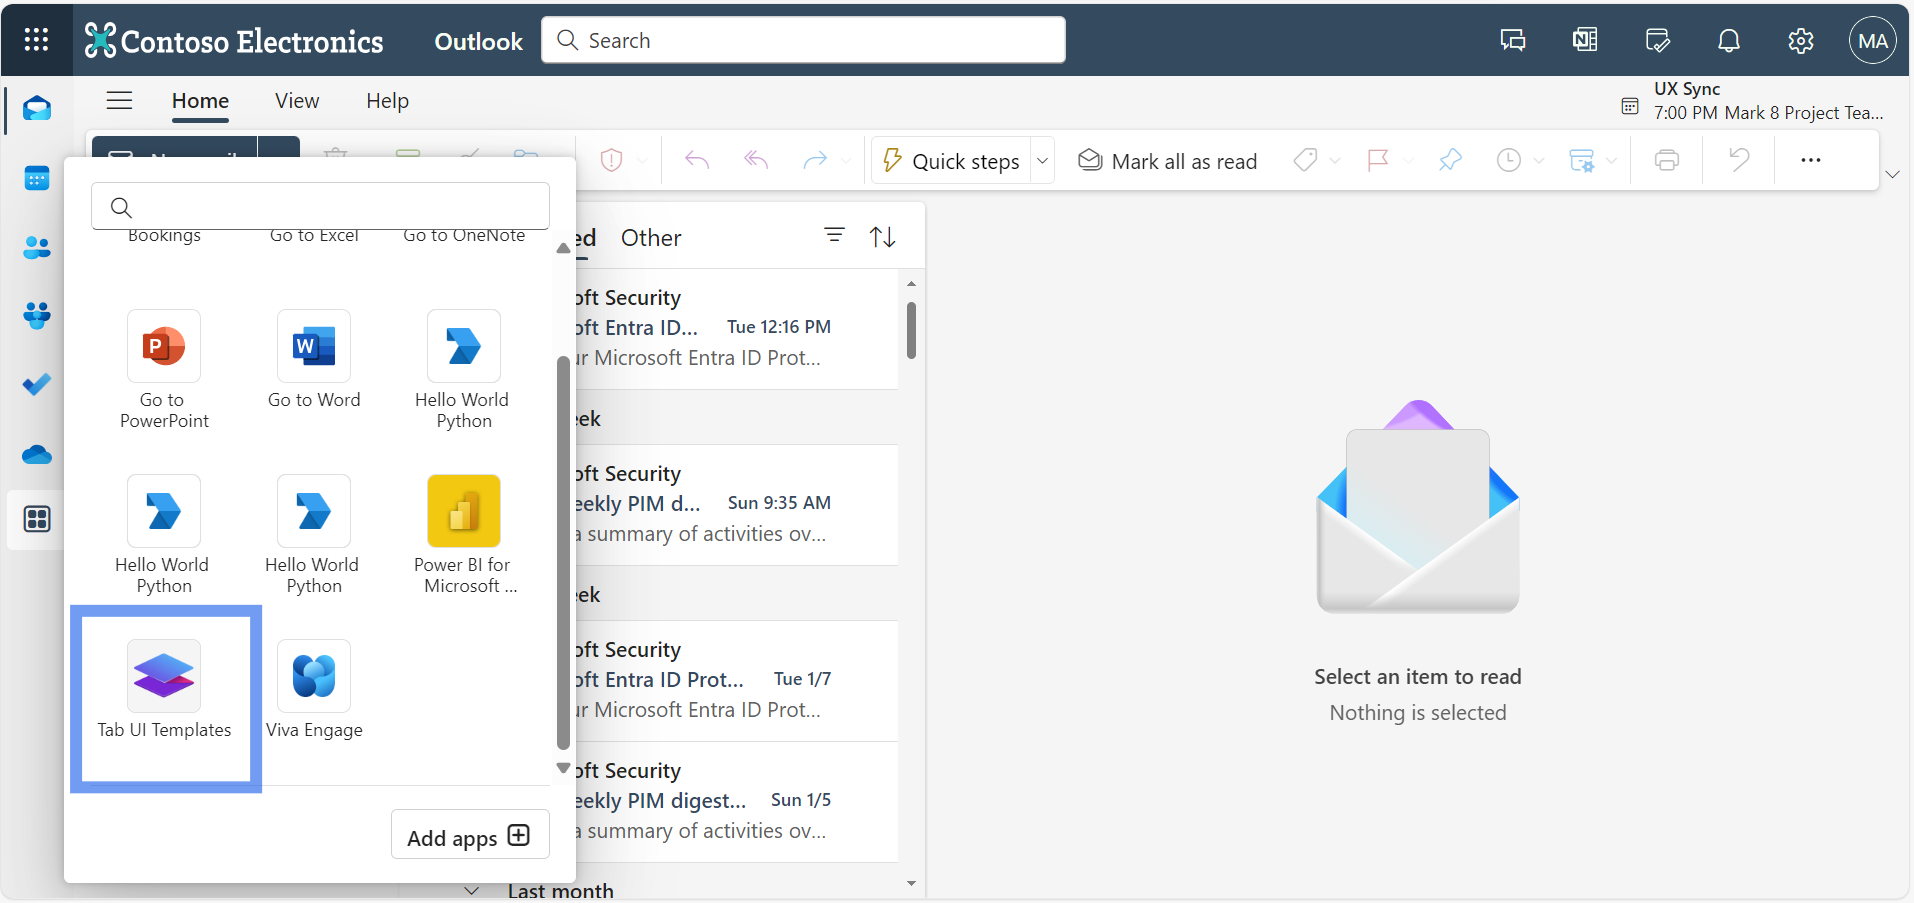 Contoso Electronics
Outlook
Search
MA
Home
View
Help
UX Sync
7:00 PM Mark 8 Project Tea...
Quick steps
Mark all as read
Bookings
Go to Excel
Go to OneNote
Go to
PowerPoint
Go to Word
Hello World
Python
Hello World
Python
Hello World
Python
Power BI for
Microsoft ...
Tab UI Templates
Viva Engage
Add apps
ed
Other
oft Security
oft Entra ID... Tue 12:16 PM
ur Microsoft Entra ID Prot...
eek
oft Security
eekly PIM d... Sun 9:35 AM
a summary of activities ov...
eek
oft Security
oft Entra ID Prot... Tue 1/7
ur Microsoft Entra ID Prot...
oft Security
eekly PIM digest... Sun 1/5
a summary of activities ov...
Last month
Select an item to read
Nothing is selected